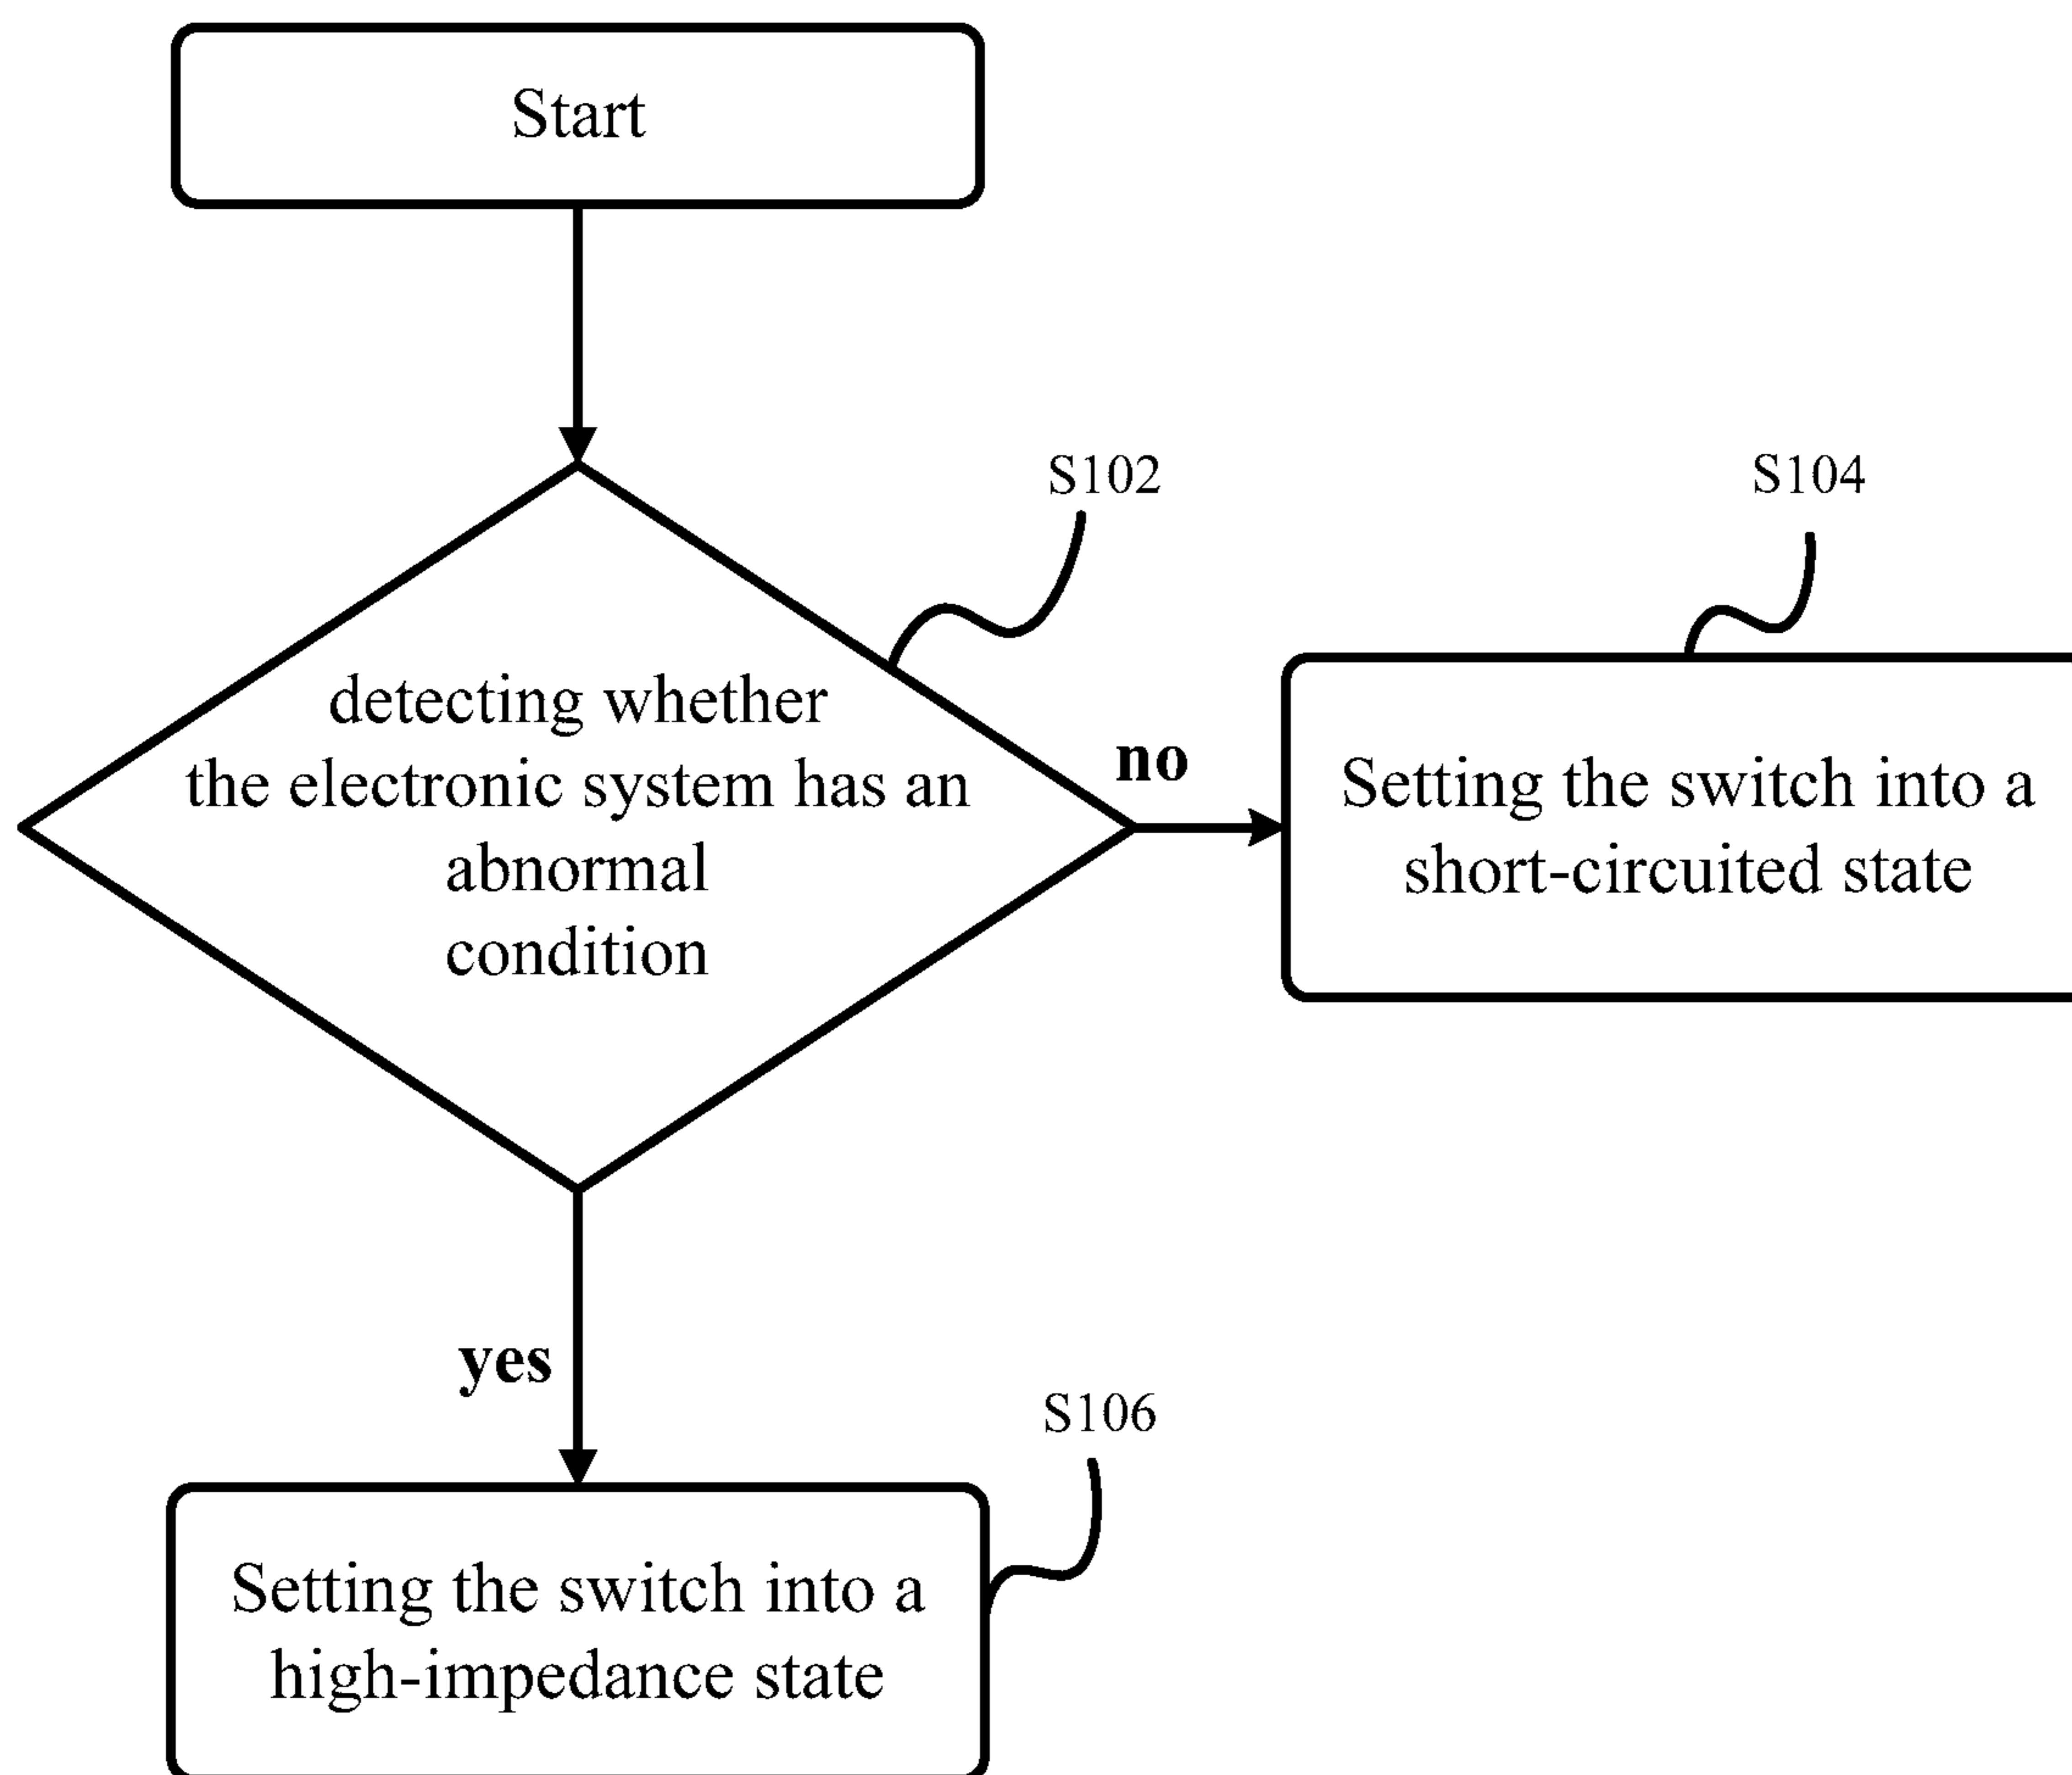 Start
S102
S104
detecting whether
the electronic system has an
abnormal
condition
no
Setting the switch into a
short-circuited state
yes
S106
Setting the switch into a
high-impedance state